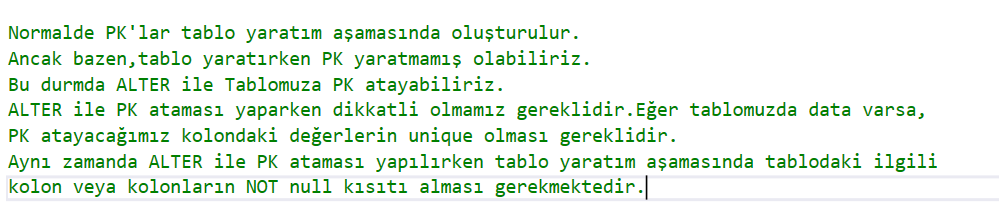 Normalde PK'lar tablo yaratım aşamasında oluşturulur.
Ancak bazen,tablo yaratırken PK yaratmamış olabiliriz.
Bu durmda ALTER ile Tablomuza PK atayabiliriz.
ALTER ile PK ataması yaparken dikkatli olmamız gereklidir.Eğer tablomuzda data varsa,
PK atayacağımız kolondaki değerlerin unique olması gereklidir.
Aynı zamanda ALTER ile PK ataması yapılırken tablo yaratım aşamasında tablodaki ilgili
kolon veya kolonların NOT null kısıtı alması gerekmektedir.